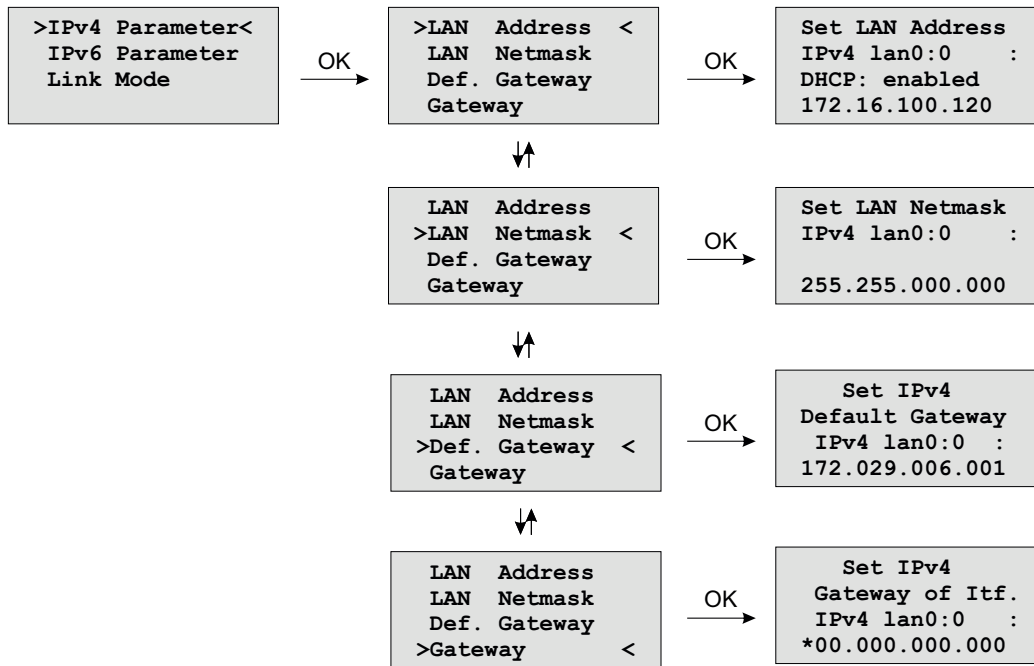 >IPv4 Parameter<
IPv6 Parameter
Link Mode
OK
>LAN Address <
LAN Netmask
Def. Gateway
Gateway
OK
Set LAN Address
IPv4 lan0:0 :
DHCP: enabled
172.16.100.120
LAN Address
>LAN Netmask <
Def. Gateway
Gateway
OK
Set LAN Netmask
IPv4 lan0:0 :
255.255.000.000
LAN Address
LAN Netmask
>Def. Gateway <
Gateway
OK
Set IPv4
Default Gateway
IPv4 lan0:0 :
172.029.006.001
LAN Address
LAN Netmask
Def. Gateway
>Gateway <
OK
Set IPv4
Gateway of Itf.
IPv4 lan0:0 :
*00.000.000.000